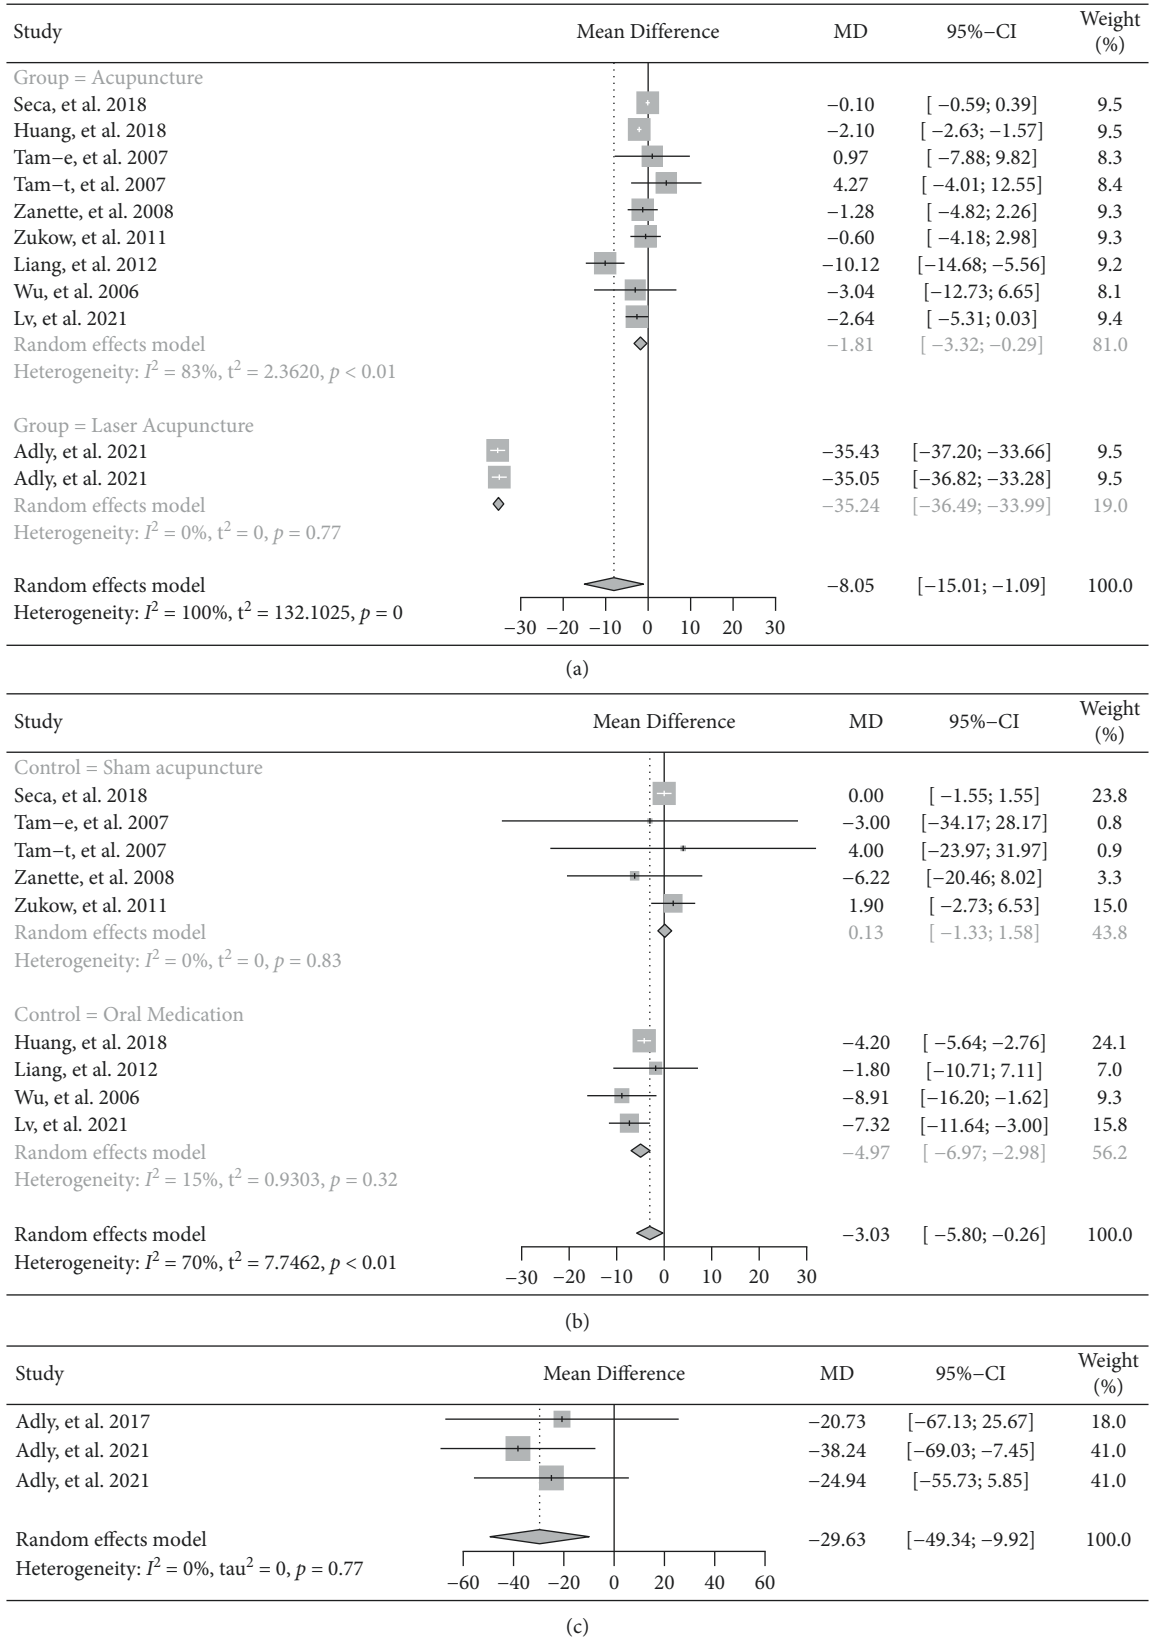 Study Mean Difference MD 95%−CI Weight (%)
Group = Acupuncture
Seca, et al. 2018 −0.10 [ −0.59; 0.39] 9.5
Huang, et al. 2018 −2.10 [ −2.63; −1.57] 9.5
Tam−e, et al. 2007 0.97 [ −7.88; 9.82] 8.3
Tam−t, et al. 2007 4.27 [ −4.01; 12.55] 8.4
Zanette, et al. 2008 −1.28 [ −4.82; 2.26] 9.3
Zukow, et al. 2011 −0.60 [ −4.18; 2.98] 9.3
Liang, et al. 2012 −10.12 [−14.68; −5.56] 9.2
Wu, et al. 2006 −3.04 [−12.73; 6.65] 8.1
Lv, et al. 2021 −2.64 [ −5.31; 0.03] 9.4
Random effects model −1.81 [ −3.32; −0.29] 81.0
Heterogeneity: I² = 83%, t² = 2.3620, p < 0.01
Group = Laser Acupuncture
Adly, et al. 2021 −35.43 [−37.20; −33.66] 9.5
Adly, et al. 2021 −35.05 [−36.82; −33.28] 9.5
Random effects model −35.24 [−36.49; −33.99] 19.0
Heterogeneity: I² = 0%, t² = 0, p = 0.77
Random effects model −8.05 [−15.01; −1.09] 100.0
Heterogeneity: I² = 100%, t² = 132.1025, p = 0
−30 −20 −10 0 10 20 30
(a)
Study Mean Difference MD 95%−CI Weight (%)
Control = Sham acupuncture
Seca, et al. 2018 0.00 [ −1.55; 1.55] 23.8
Tam−e, et al. 2007 −3.00 [−34.17; 28.17] 0.8
Tam−t, et al. 2007 4.00 [−23.97; 31.97] 0.9
Zanette, et al. 2008 −6.22 [−20.46; 8.02] 3.3
Zukow, et al. 2011 1.90 [ −2.73; 6.53] 15.0
Random effects model 0.13 [ −1.33; 1.58] 43.8
Heterogeneity: I² = 0%, t² = 0, p = 0.83
Control = Oral Medication
Huang, et al. 2018 −4.20 [ −5.64; −2.76] 24.1
Liang, et al. 2012 −1.80 [−10.71; 7.11] 7.0
Wu, et al. 2006 −8.91 [−16.20; −1.62] 9.3
Lv, et al. 2021 −7.32 [−11.64; −3.00] 15.8
Random effects model −4.97 [ −6.97; −2.98] 56.2
Heterogeneity: I² = 15%, t² = 0.9303, p = 0.32
Random effects model −3.03 [ −5.80; −0.26] 100.0
Heterogeneity: I² = 70%, t² = 7.7462, p < 0.01
−30 −20 −10 0 10 20 30
(b)
Study Mean Difference MD 95%−CI Weight (%)
Adly, et al. 2017 −20.73 [−67.13; 25.67] 18.0
Adly, et al. 2021 −38.24 [−69.03; −7.45] 41.0
Adly, et al. 2021 −24.94 [−55.73; 5.85] 41.0
Random effects model −29.63 [−49.34; −9.92] 100.0
Heterogeneity: I² = 0%, tau² = 0, p = 0.77
−60 −40 −20 0 20 40 60
(c)